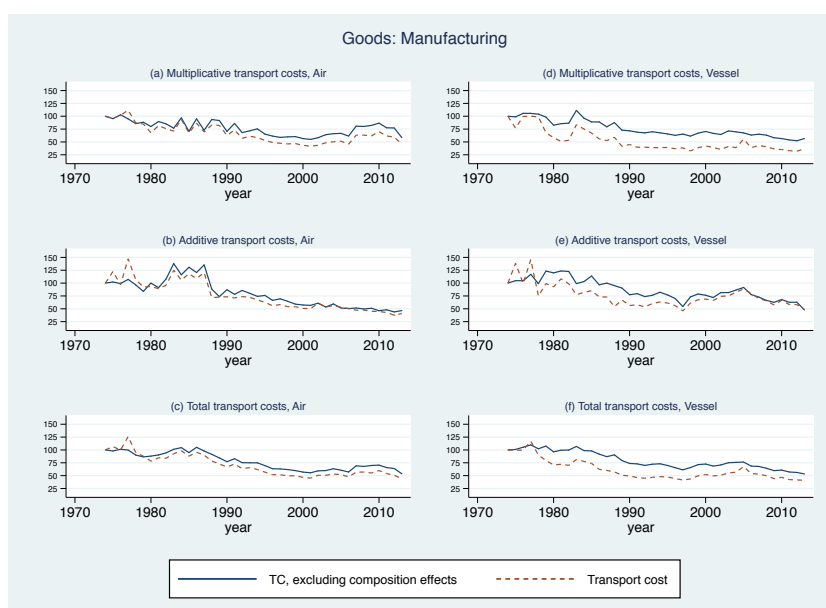 Goods: Manufacturing
(a) Multiplicative transport costs, Air
150
125
100
75
50
25
1970 1980 1990 2000 2010
year
(d) Multiplicative transport costs, Vessel
150
125
100
75
50
25
1970 1980 1990 2000 2010
year
(b) Additive transport costs, Air
150
125
100
75
50
25
1970 1980 1990 2000 2010
year
(e) Additive transport costs, Vessel
150
125
100
75
50
25
1970 1980 1990 2000 2010
year
(c) Total transport costs, Air
150
125
100
75
50
25
1970 1980 1990 2000 2010
year
(f) Total transport costs, Vessel
150
125
100
75
50
25
1970 1980 1990 2000 2010
year
TC, excluding composition effects Transport cost